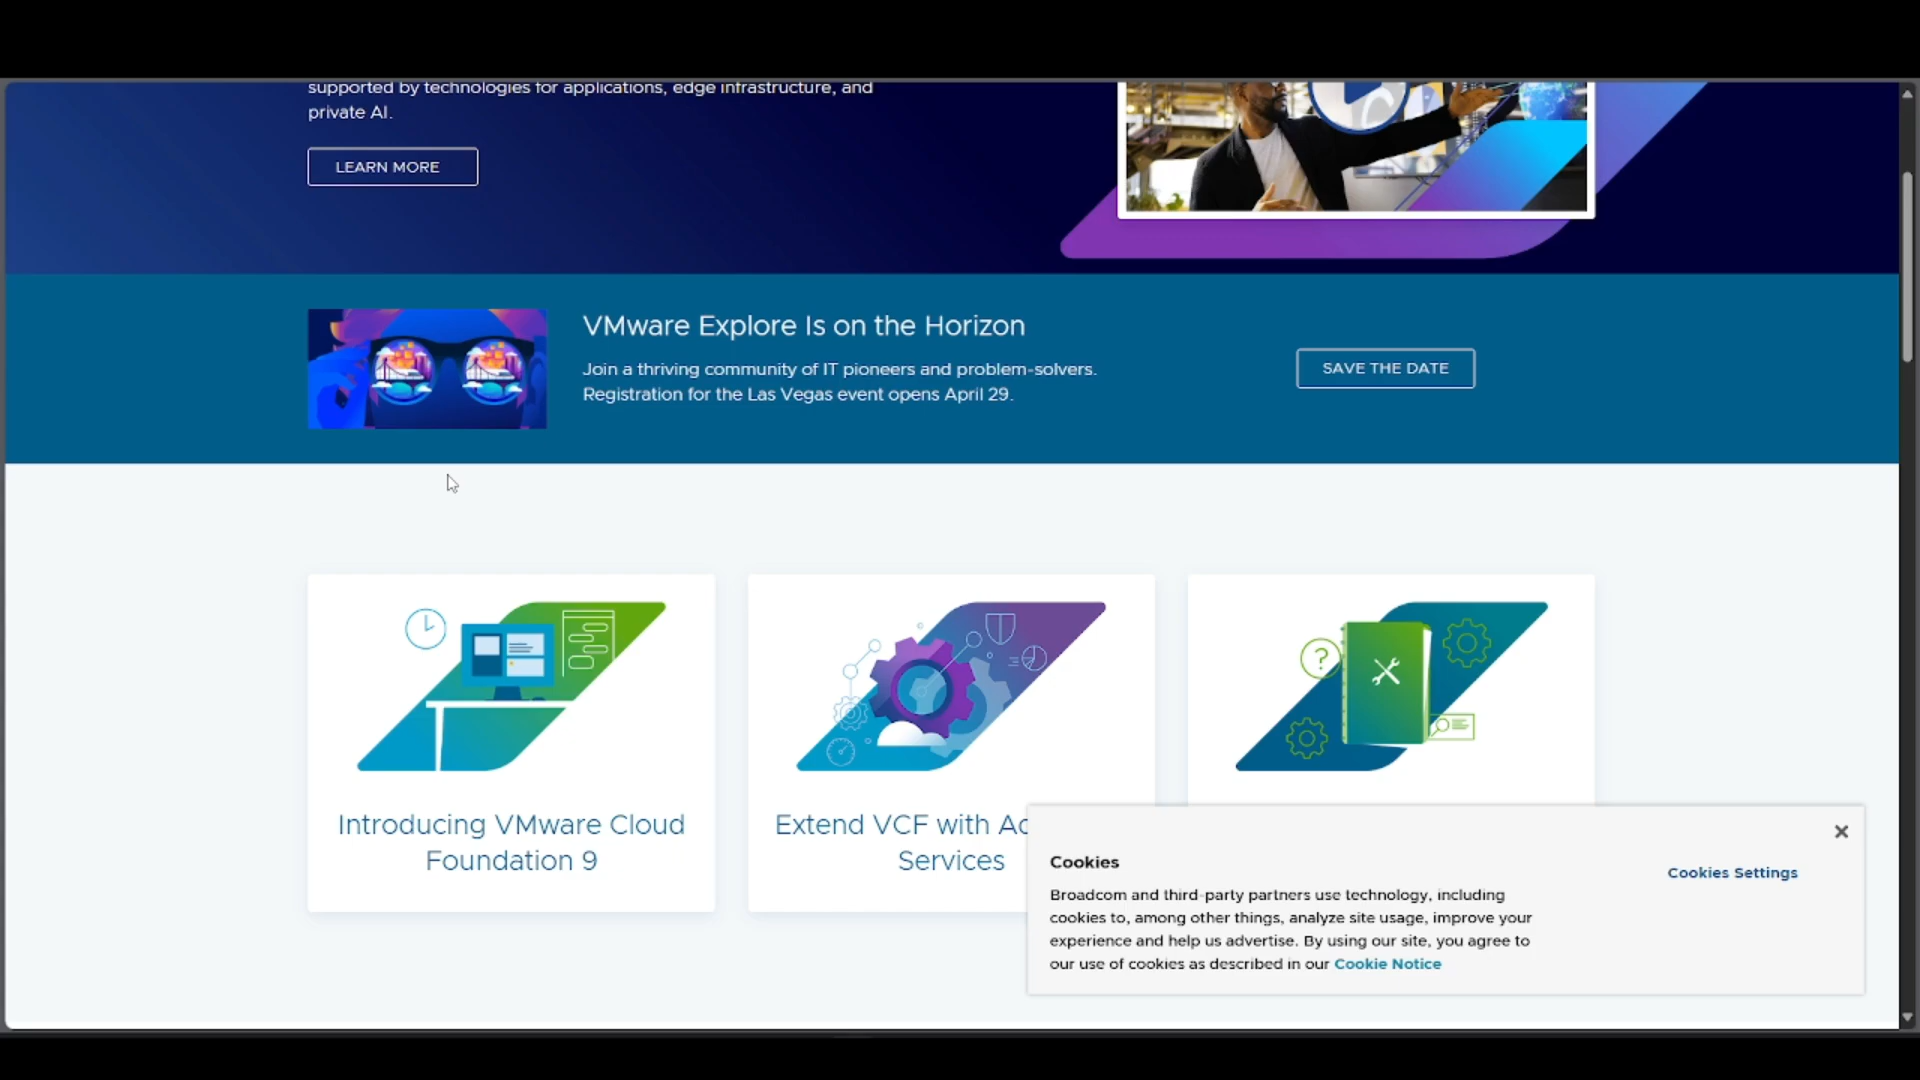 supported by technologies for applications, edge infrastructure, and
private AI.
LEARN MORE
VMware Explore Is on the Horizon
Join a thriving community of IT pioneers and problem-solvers.
Registration for the Las Vegas event opens April 29.
SAVE THE DATE
Introducing VMware Cloud
Foundation 9
Extend VCF with Ad
Services
?
Cookies
Broadcom and third-party partners use technology, including
cookies to, among other things, analyze site usage, improve your
experience and help us advertise. By using our site, you agree to
our use of cookies as described in our Cookie Notice
Cookies Settings